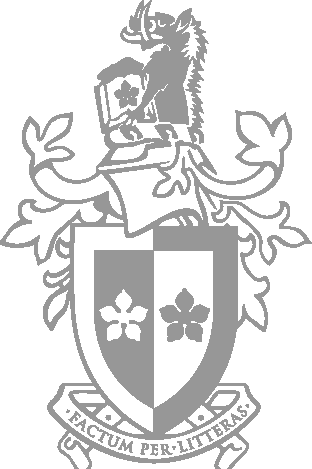 · FACTUM PER · LITTERAS ·